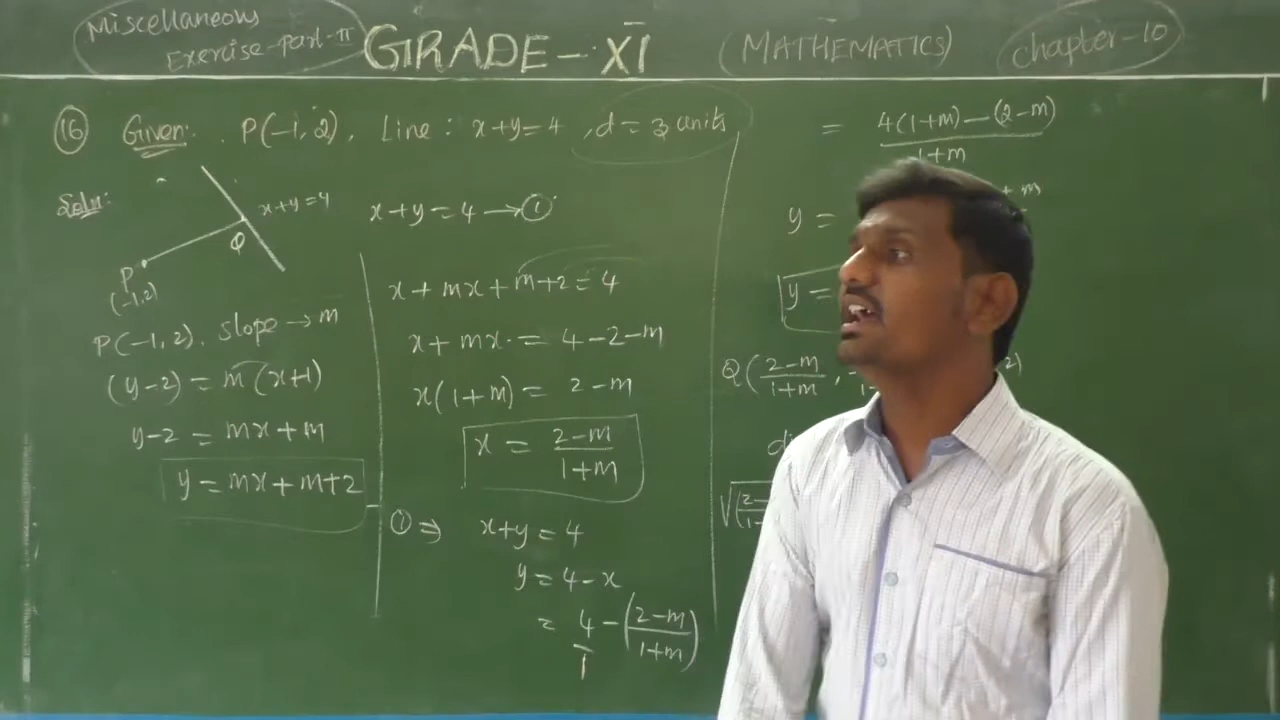 Miscellaneous
Exercise-part-II
GRADE-XI
(MATHEMATICS)
chapter-10
(16) Given: P(-1,2), Line: x+y=4, d=3 units
Soln:
x+y=4
Q
P
(-1,2)
P(-1,2). slope → m
(y-2) = m(x+1)
y-2 = mx+m
y = mx+m+2
x+y=4 → ①
x+mx+m+2=4
x+mx = 4-2-m
x(1+m) = 2-m
x = 2-m/1+m
① ⇒ x+y=4
y=4-x
= 4/1 - (2-m/1+m)
= 4(1+m)-(2-m)/1+m
y =
+m
y =
Q(2-m/1+m,
2)